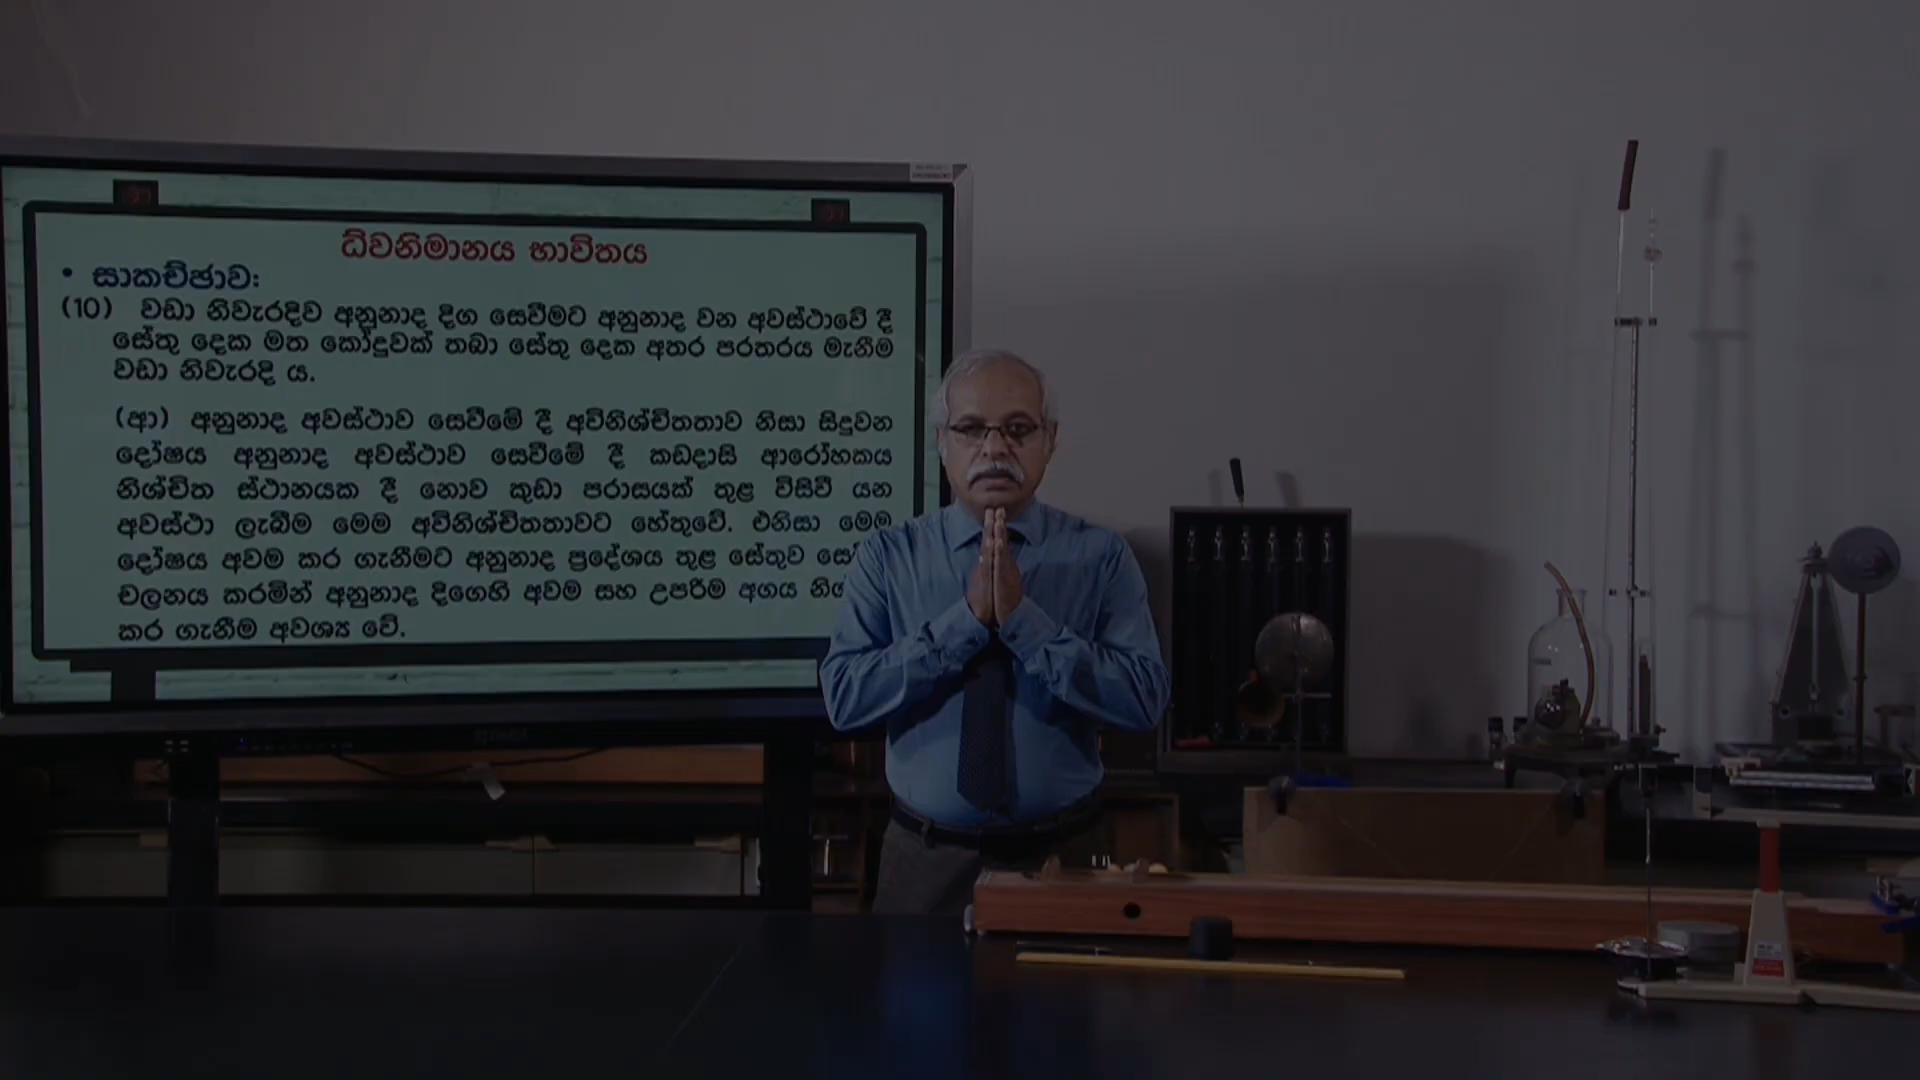 ධ්වනිමානය භාවිතය
• සාකච්ඡාව:
(10) වඩා නිවැරදිව අනුනාද දිග සෙවීමට අනුනාද වන අවස්ථාවේ දී
සේතු දෙක මත කෝදුවක් තබා සේතු දෙක අතර පරතරය මැනීම
වඩා නිවැරදි ය.
(ආ) අනුනාද අවස්ථාව සෙවීමේ දී අවිනිශ්චිතතාව නිසා සිදුවන
දෝෂය අනුනාද අවස්ථාව සෙවීමේ දී කඩදාසි ආරෝහකය
නිශ්චිත ස්ථානයක දී නොව කුඩා පරාසයක් තුළ විසිවී යන
අවස්ථා ලැබීම මෙම අවිනිශ්චිතතාවට හේතුවේ. එනිසා මෙම
දෝෂය අවම කර ගැනීමට අනුනාද ප්‍රදේශය තුළ සේතුව
චලනය කරමින් අනුනාද දිගෙහි අවම සහ උපරිම අගය
කර ගැනීම අවශ්‍ය වේ.